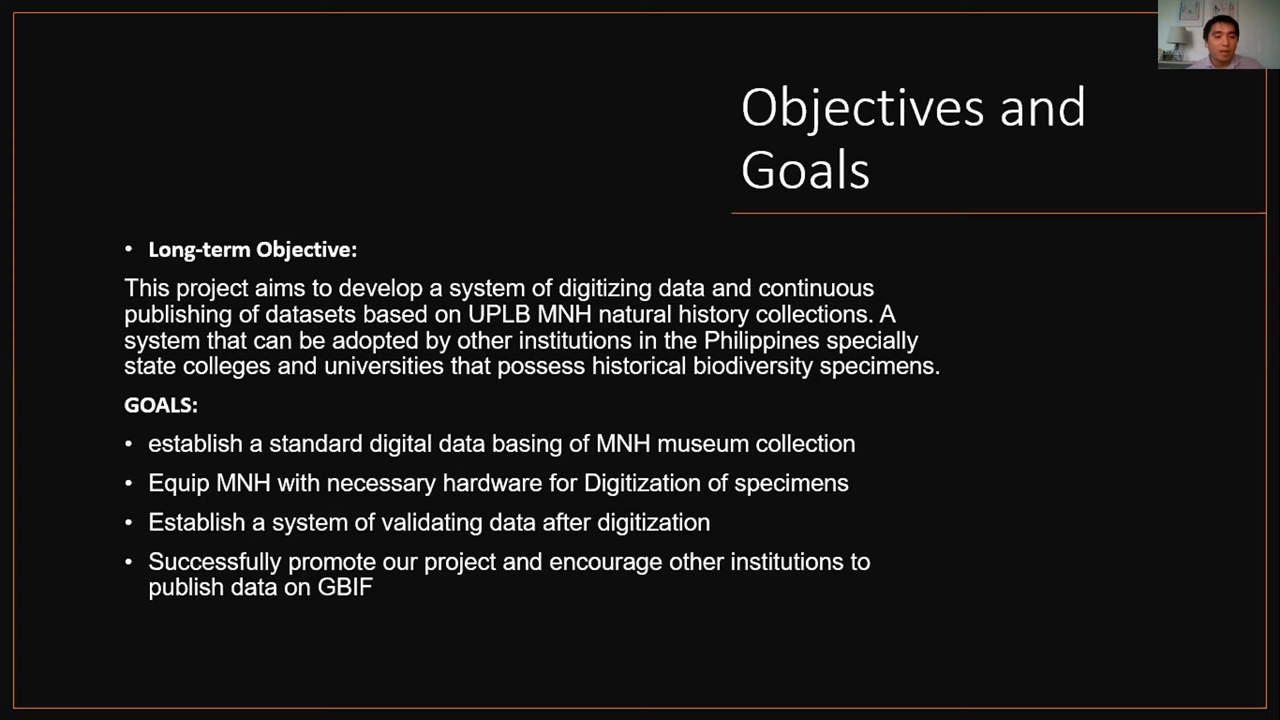 Objectives and
Goals
• Long-term Objective:
This project aims to develop a system of digitizing data and continuous
publishing of datasets based on UPLB MNH natural history collections. A
system that can be adopted by other institutions in the Philippines specially
state colleges and universities that possess historical biodiversity specimens.
GOALS:
• establish a standard digital data basing of MNH museum collection
• Equip MNH with necessary hardware for Digitization of specimens
• Establish a system of validating data after digitization
• Successfully promote our project and encourage other institutions to
publish data on GBIF